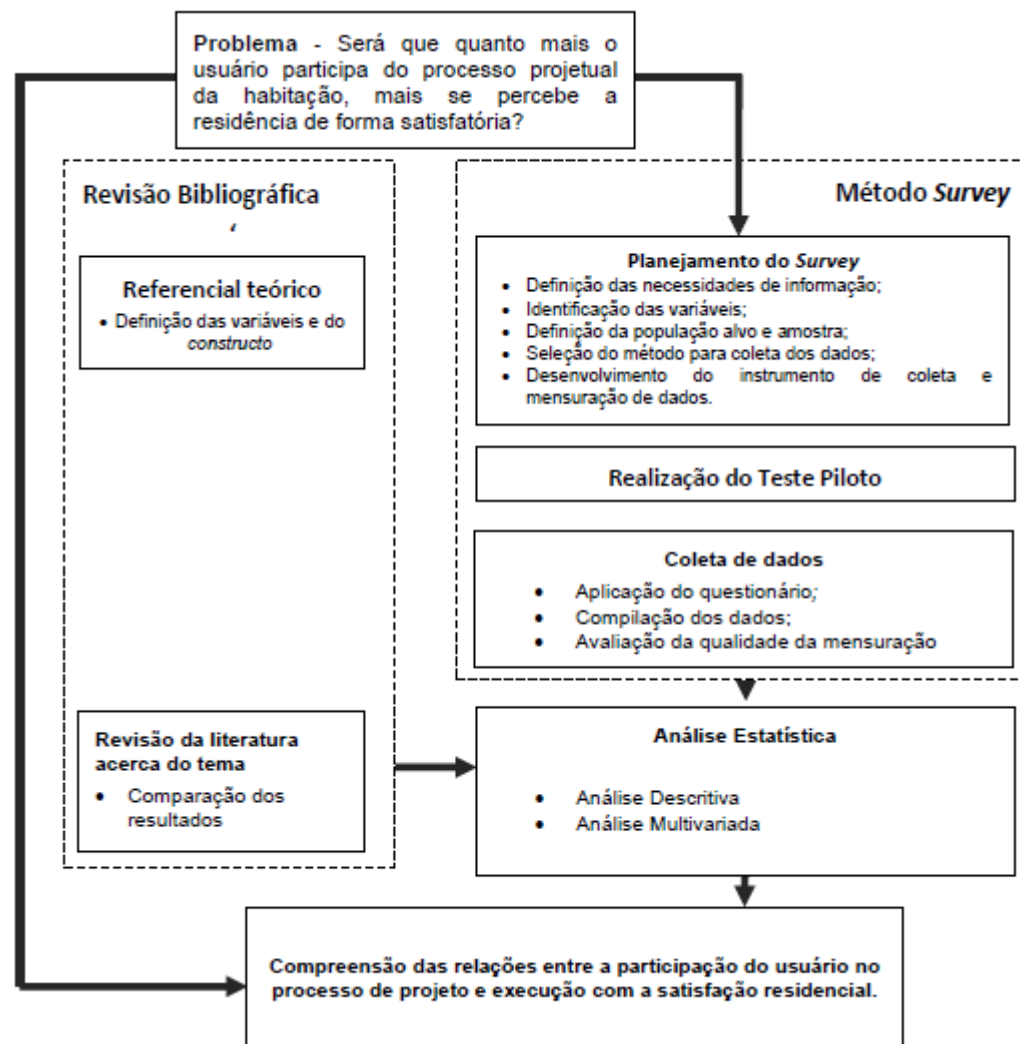 Problema - Será que quanto mais o
usuário participa do processo projetual
da habitação, mais se percebe a
residência de forma satisfatória?
Revisão Bibliográfica
‘
Referencial teórico
• Definição das variáveis e do
constructo
Revisão da literatura
acerca do tema
• Comparação dos
resultados
Método Survey
Planejamento do Survey
• Definição das necessidades de informação;
• Identificação das variáveis;
• Definição da população alvo e amostra;
• Seleção do método para coleta dos dados;
• Desenvolvimento do instrumento de coleta e
mensuração de dados.
Realização do Teste Piloto
Coleta de dados
• Aplicação do questionário;
• Compilação dos dados;
• Avaliação da qualidade da mensuração
Análise Estatística
• Análise Descritiva
• Análise Multivariada
Compreensão das relações entre a participação do usuário no
processo de projeto e execução com a satisfação residencial.